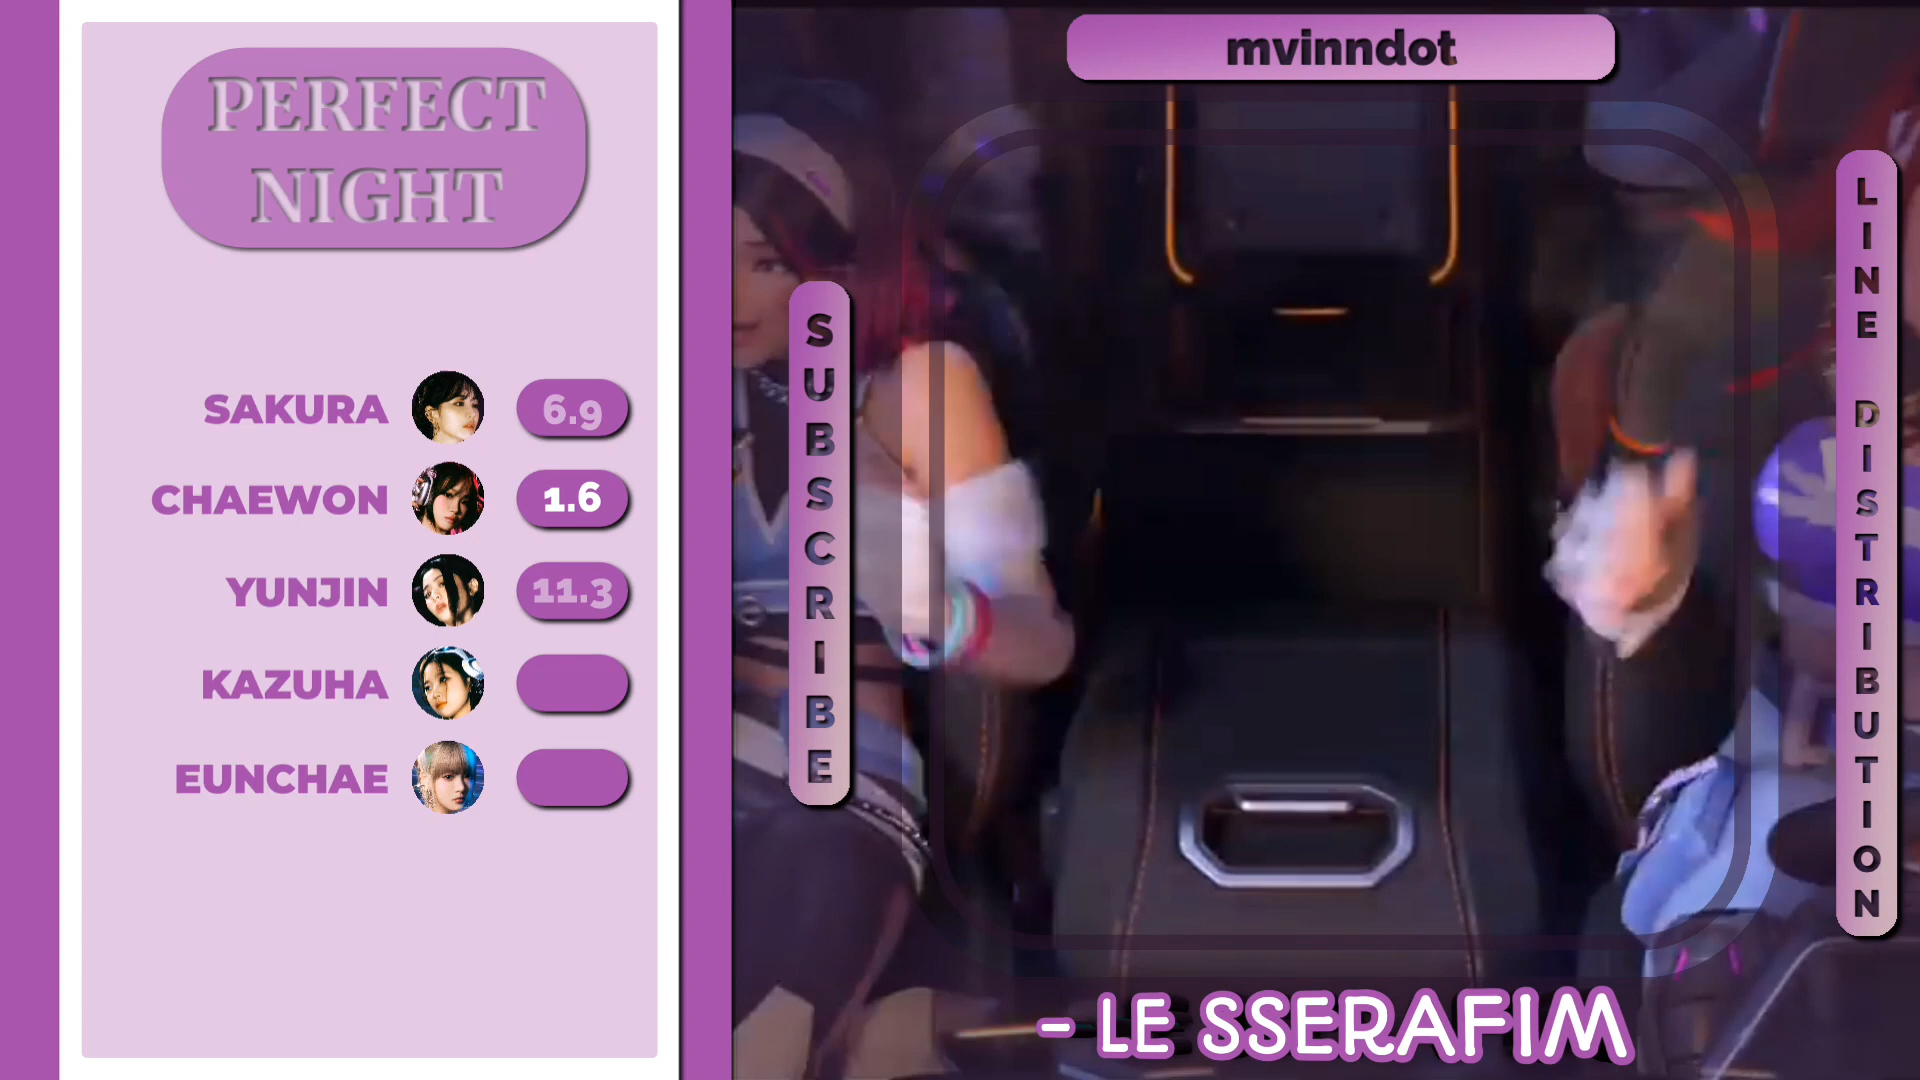 PERFECT
NIGHT
SAKURA 6.9
CHAEWON 1.6
YUNJIN 11.3
KAZUHA
EUNCHAE
mvinndot
SUBSCRIBE
LINE DISTRIBUTION
- LE SSERAFIM